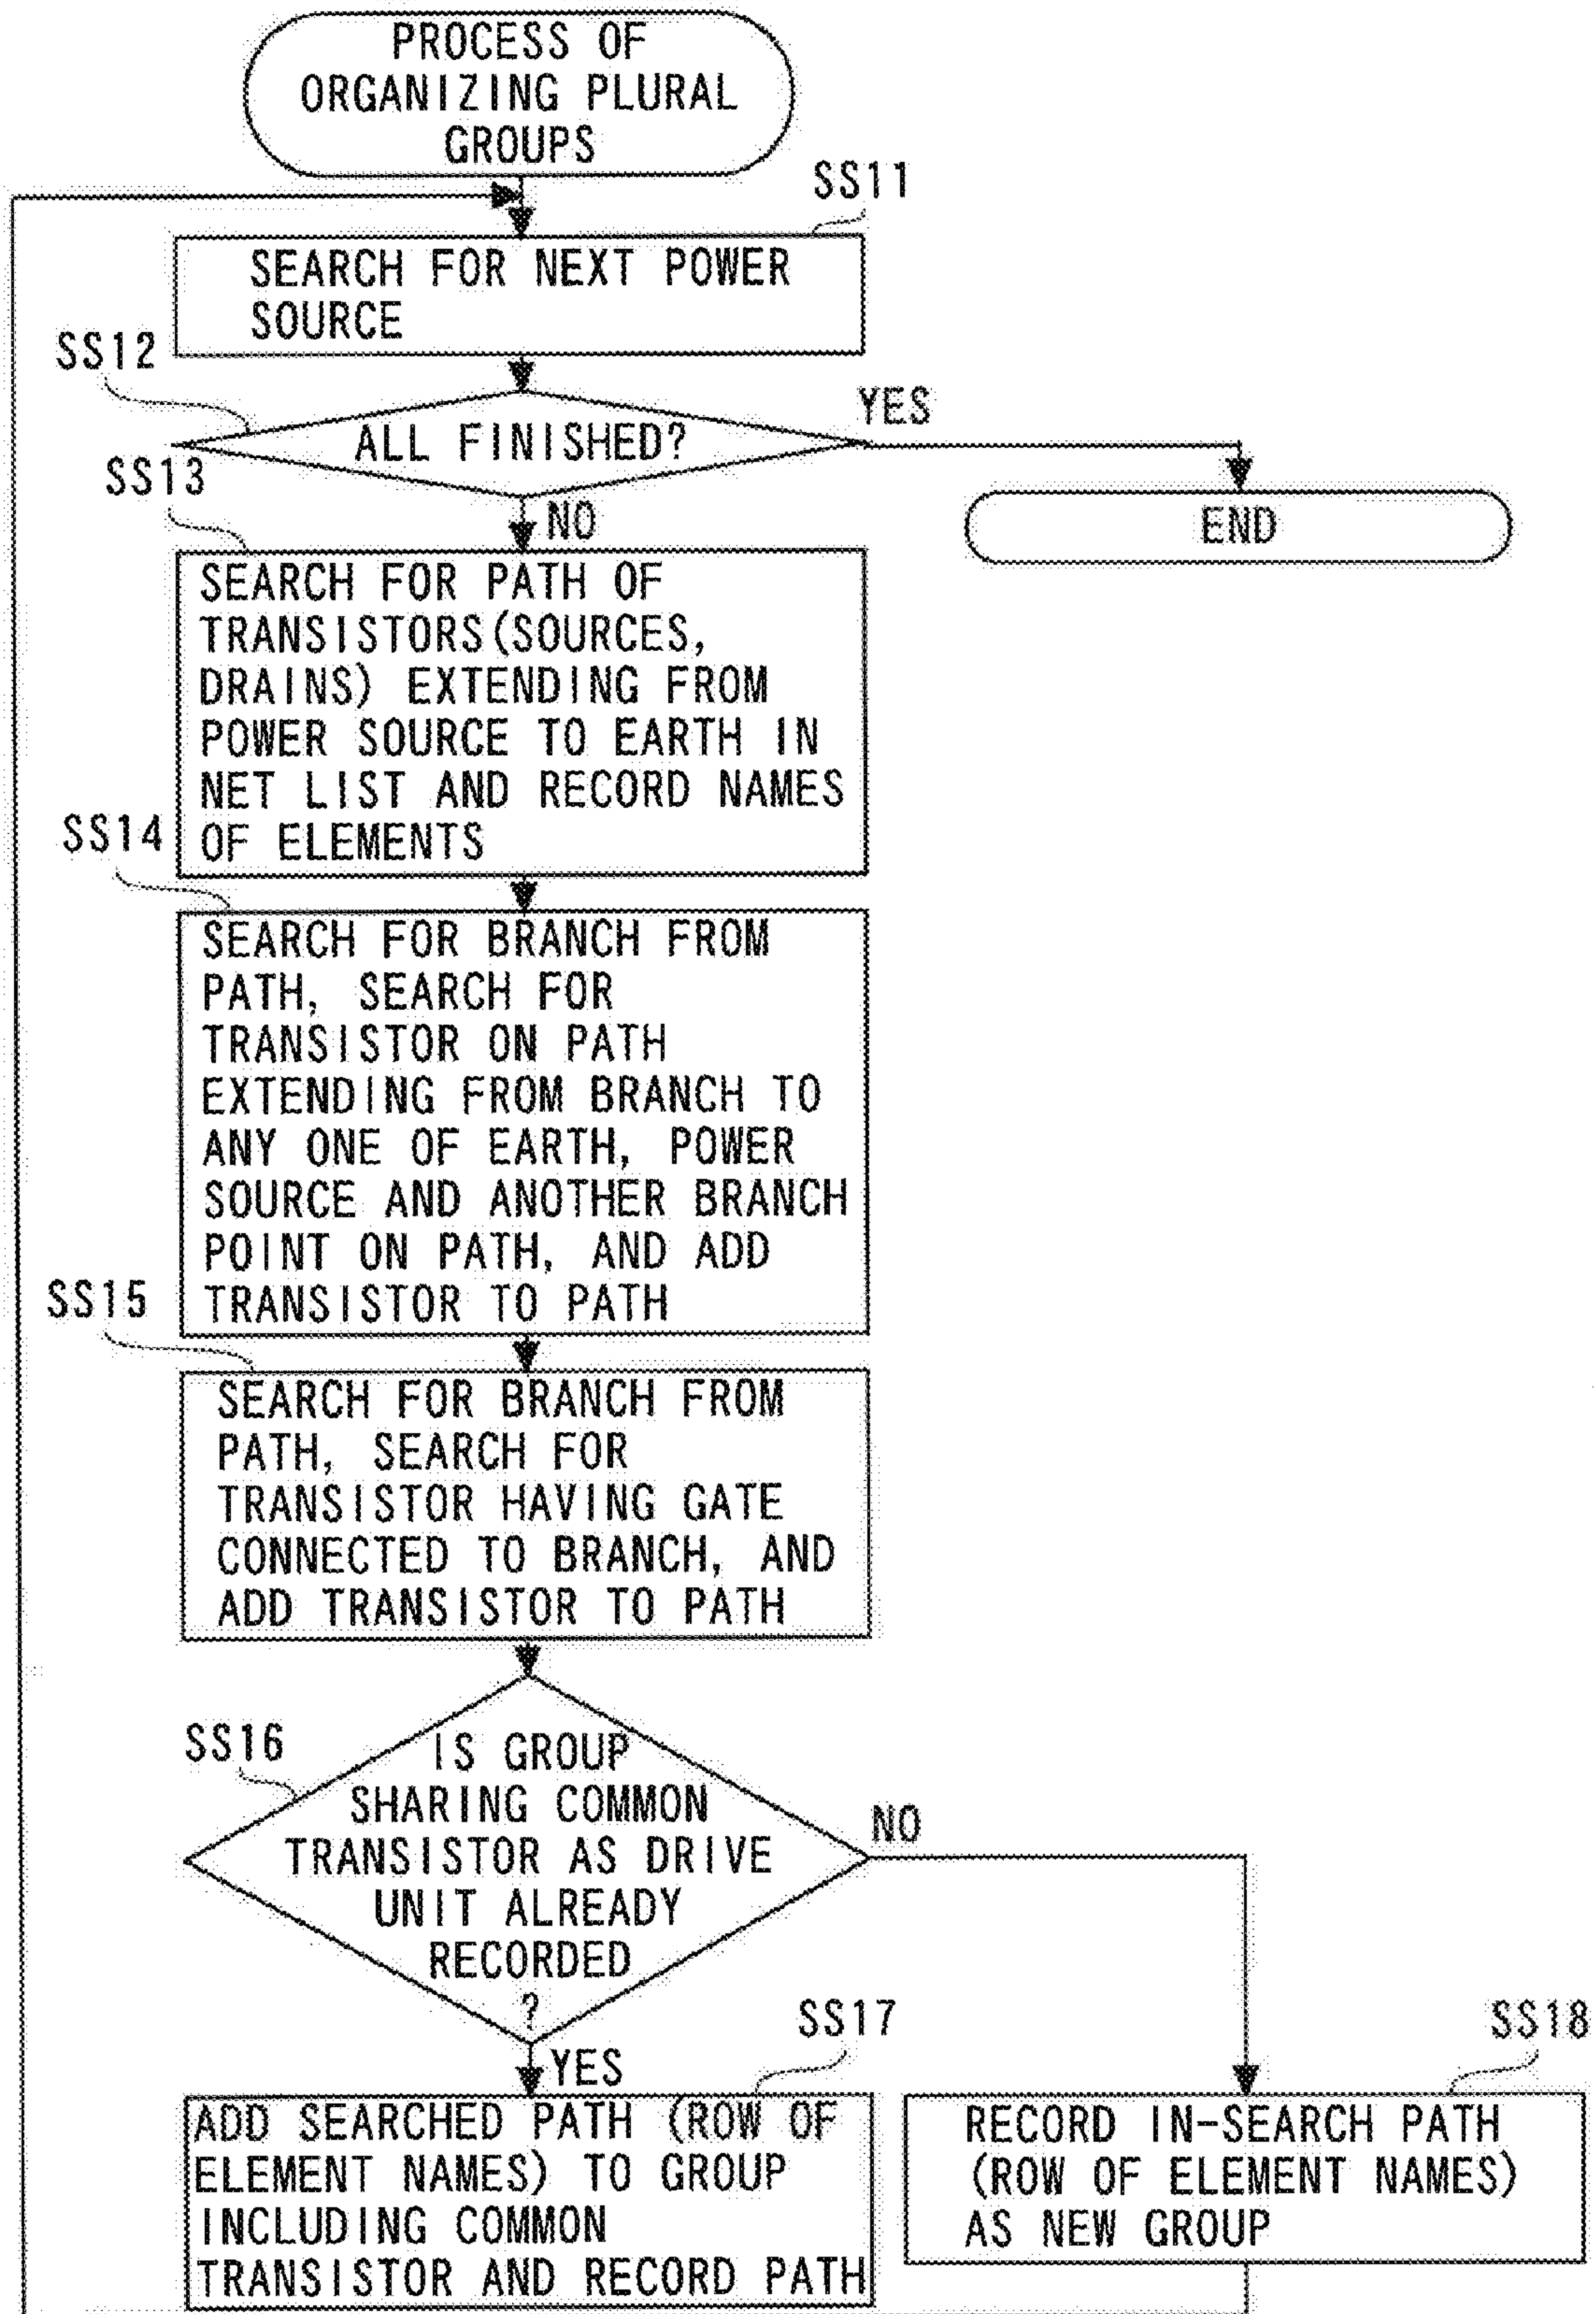 PROCESS OF
ORGANIZING PLURAL
GROUPS
SS11
SEARCH FOR NEXT POWER
SOURCE
SS12
ALL FINISHED?
YES
END
SS13
NO
SEARCH FOR PATH OF
TRANSISTORS(SOURCES,
DRAINS) EXTENDING FROM
POWER SOURCE TO EARTH IN
NET LIST AND RECORD NAMES
OF ELEMENTS
SS14
SEARCH FOR BRANCH FROM
PATH, SEARCH FOR
TRANSISTOR ON PATH
EXTENDING FROM BRANCH TO
ANY ONE OF EARTH, POWER
SOURCE AND ANOTHER BRANCH
POINT ON PATH, AND ADD
TRANSISTOR TO PATH
SS15
SEARCH FOR BRANCH FROM
PATH, SEARCH FOR
TRANSISTOR HAVING GATE
CONNECTED TO BRANCH, AND
ADD TRANSISTOR TO PATH
SS16
IS GROUP
SHARING COMMON
TRANSISTOR AS DRIVE
UNIT ALREADY
RECORDED
?
NO
YES
SS17
ADD SEARCHED PATH (ROW OF
ELEMENT NAMES) TO GROUP
INCLUDING COMMON
TRANSISTOR AND RECORD PATH
SS18
RECORD IN-SEARCH PATH
(ROW OF ELEMENT NAMES)
AS NEW GROUP